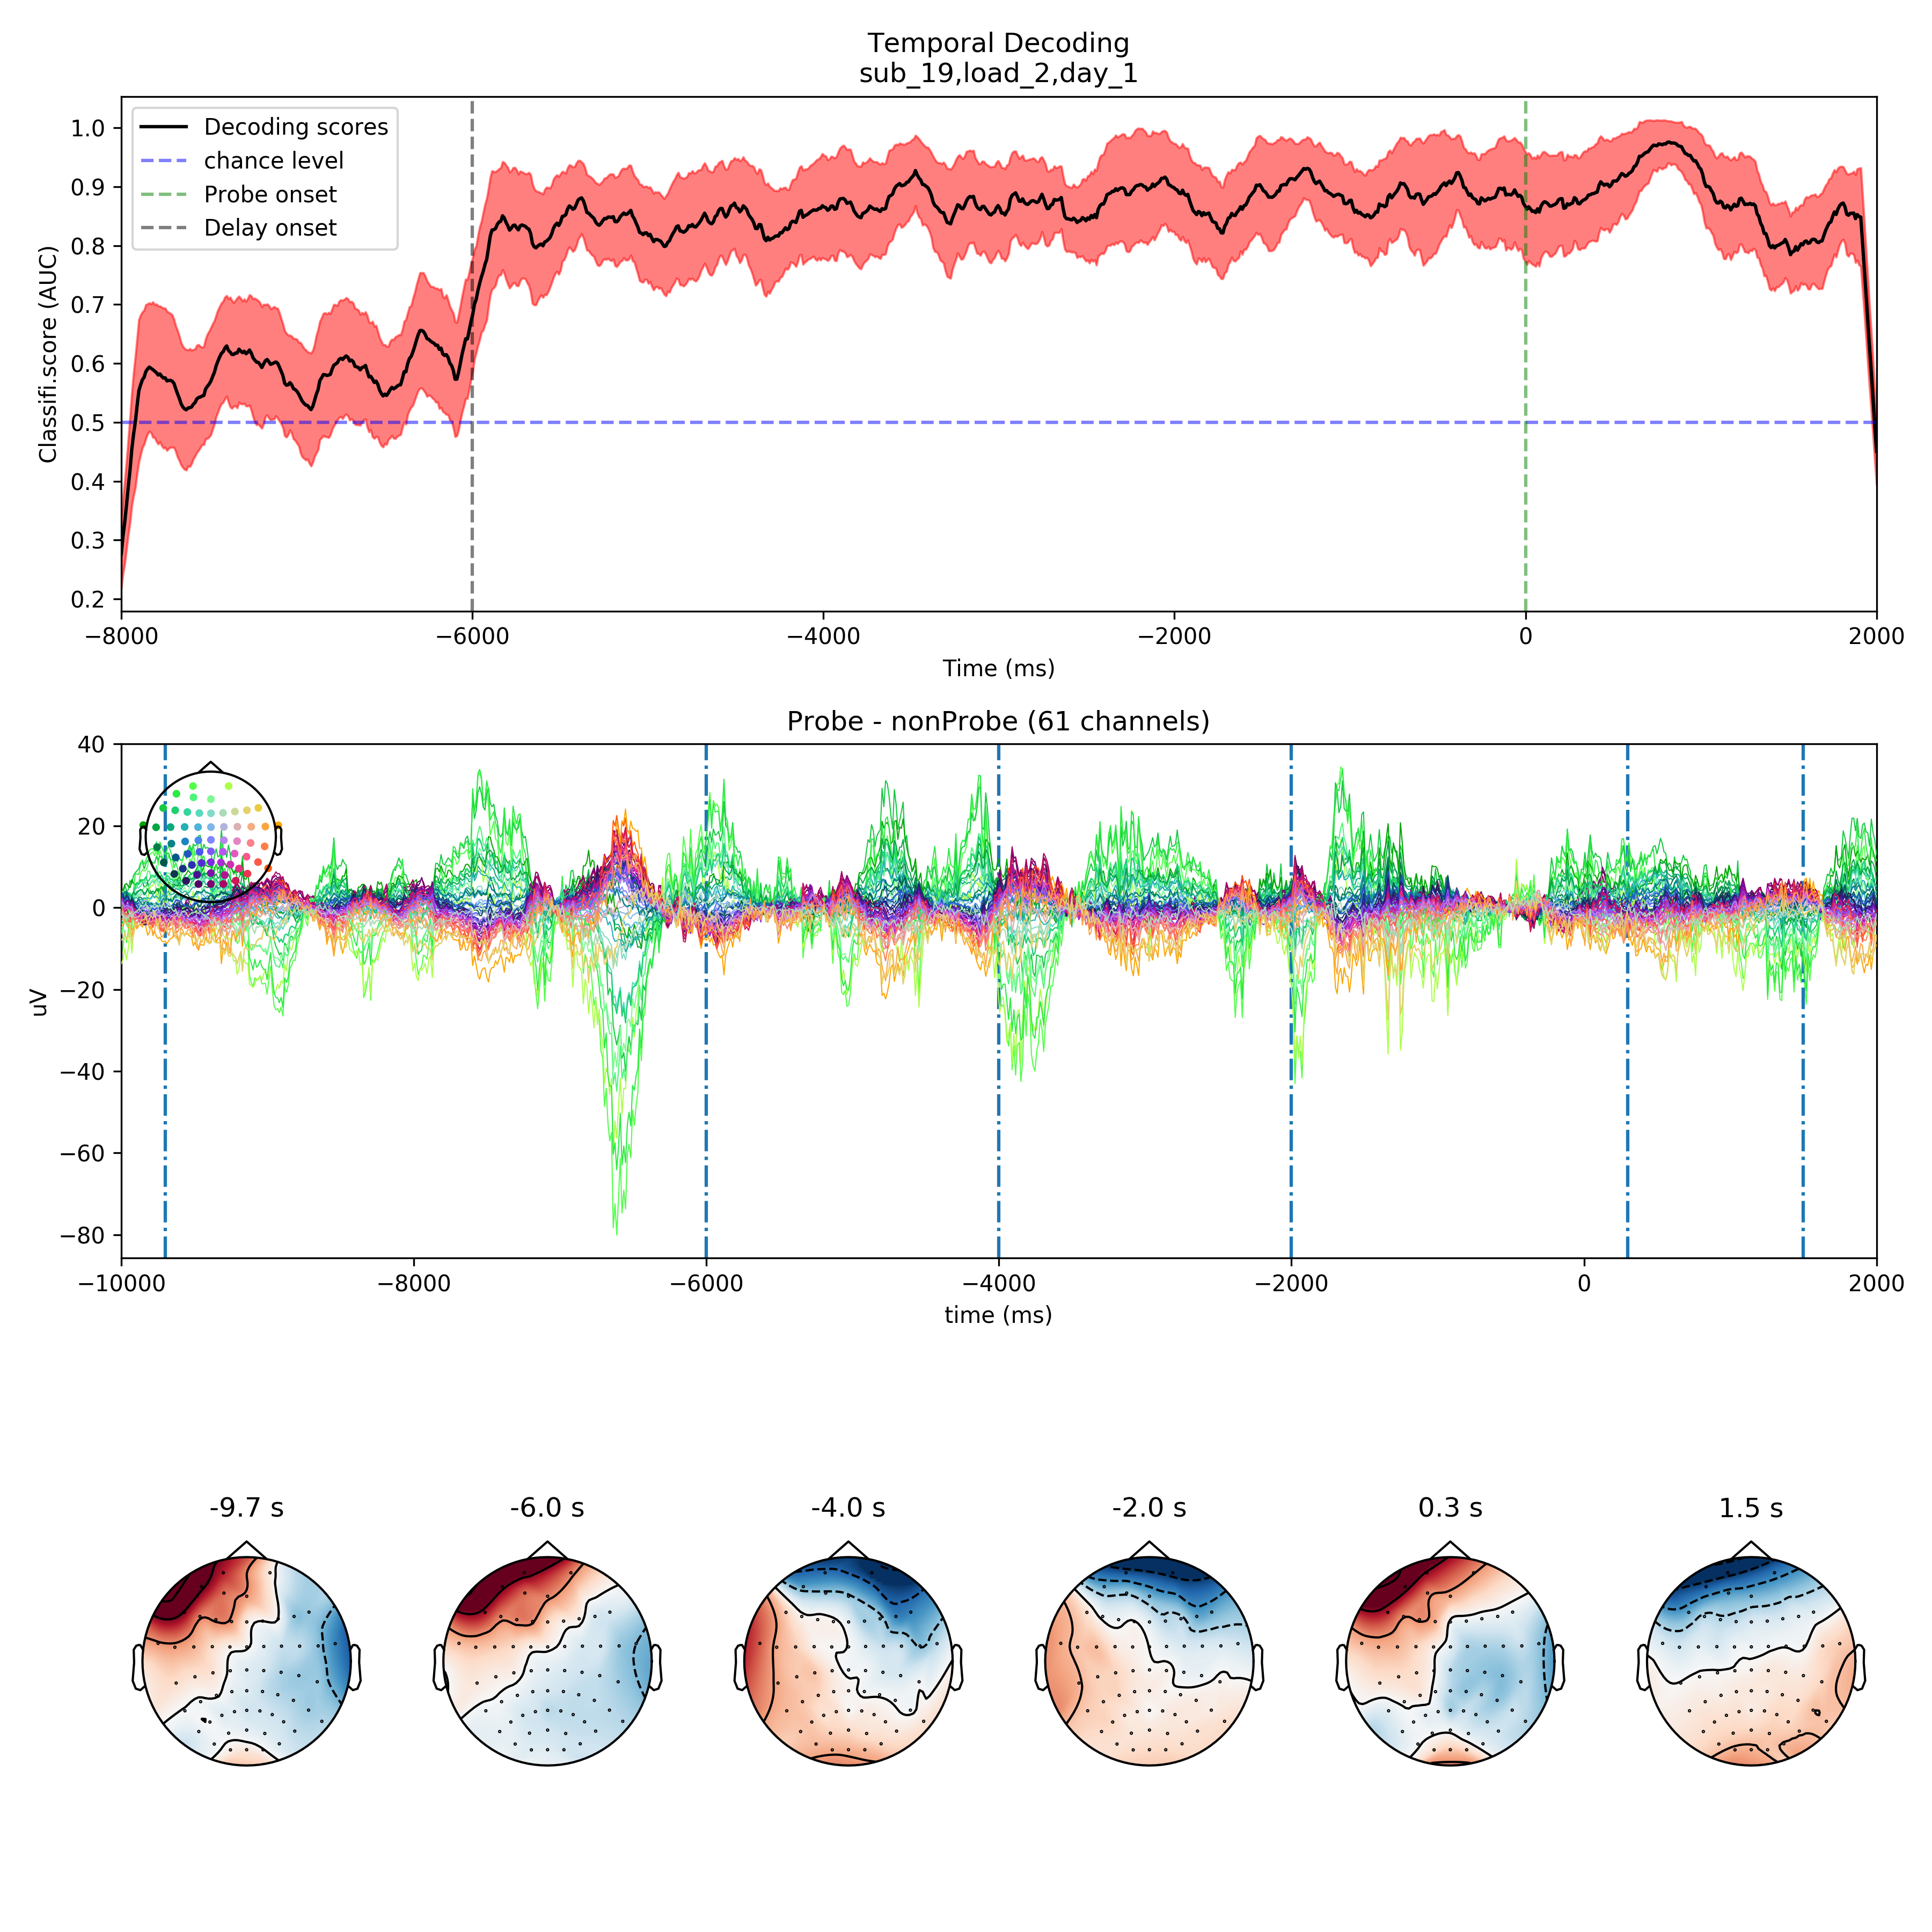 Temporal Decoding
sub_19,load_2,day_1
Decoding scores
chance level
Probe onset
Delay onset
1.0
0.9
0.8
0.7
0.6
0.5
0.4
0.3
0.2
Classifi.score (AUC)
−8000 −6000 −4000 −2000 0 2000
Time (ms)
Probe - nonProbe (61 channels)
40
20
0
−20
−40
−60
−80
uV
−10000 −8000 −6000 −4000 −2000 0 2000
time (ms)
-9.7 s -6.0 s -4.0 s -2.0 s 0.3 s 1.5 s